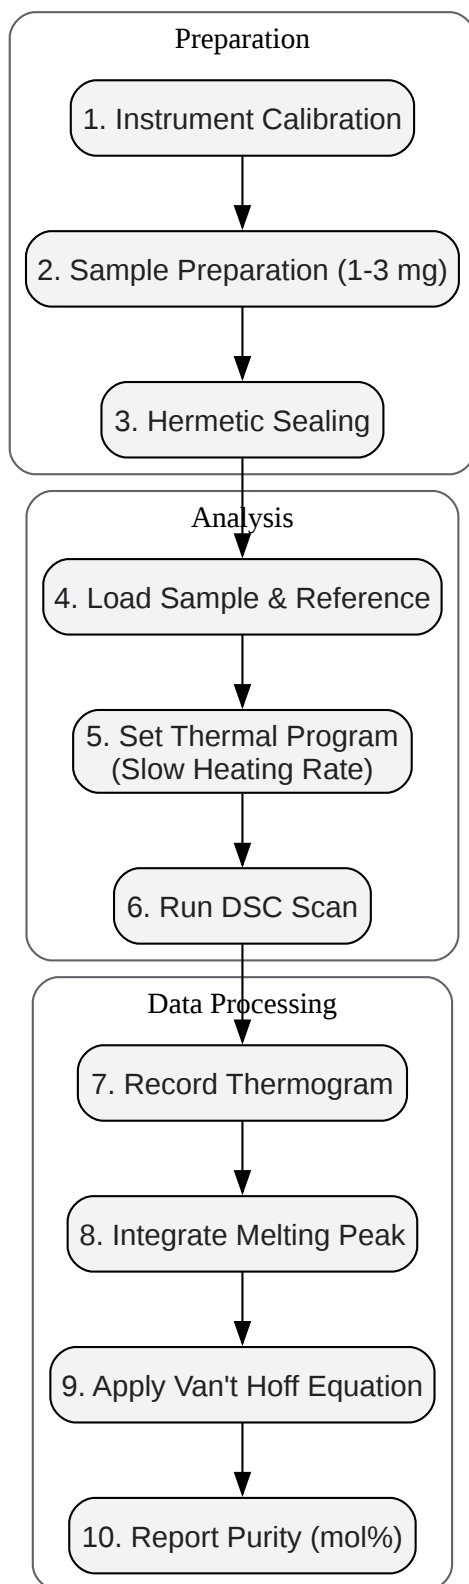 Preparation
1. Instrument Calibration
2. Sample Preparation (1-3 mg)
3. Hermetic Sealing
Analysis
4. Load Sample & Reference
5. Set Thermal Program
(Slow Heating Rate)
6. Run DSC Scan
Data Processing
7. Record Thermogram
8. Integrate Melting Peak
9. Apply Van't Hoff Equation
10. Report Purity (mol%)